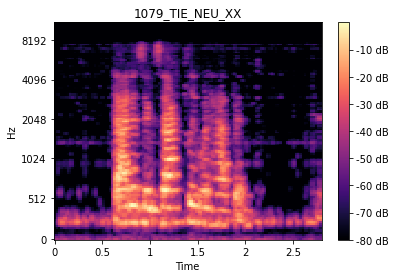 1079_TIE_NEU_XX
8192
4096
2048
1024
512
0
Hz
0 0.5 1 1.5 2 2.5
Time
-10 dB
-20 dB
-30 dB
-40 dB
-50 dB
-60 dB
-70 dB
-80 dB